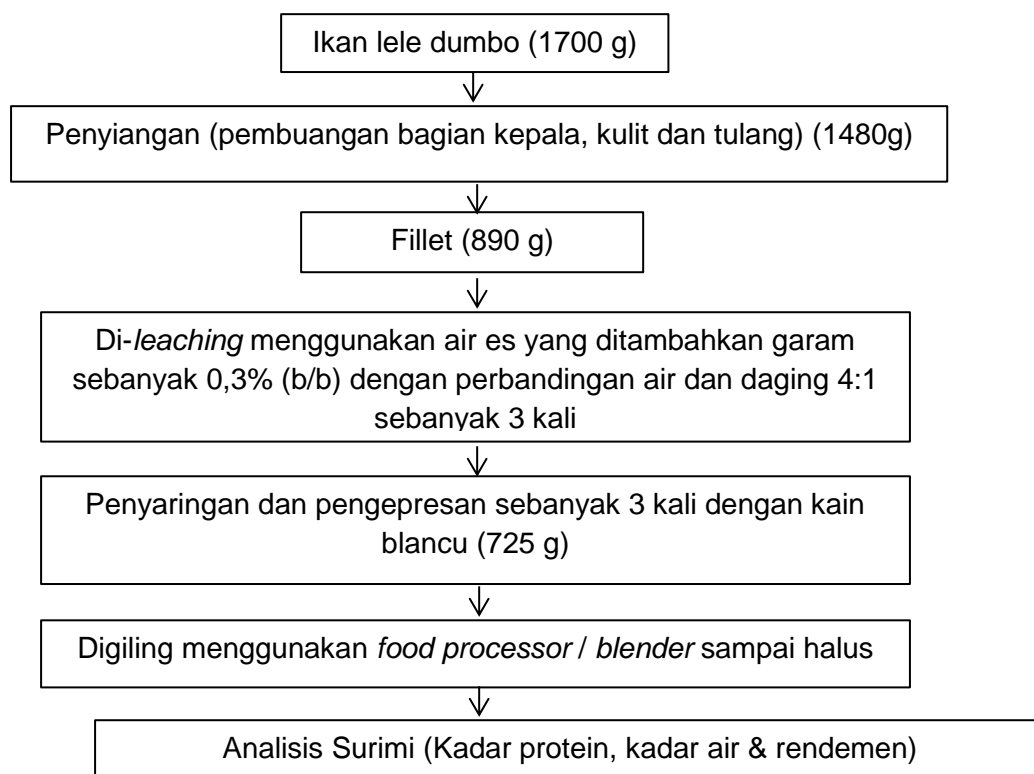 Ikan lele dumbo (1700 g)
Penyiangan (pembuangan bagian kepala, kulit dan tulang) (1480g)
Fillet (890 g)
Di-leaching menggunakan air es yang ditambahkan garam
sebanyak 0,3% (b/b) dengan perbandingan air dan daging 4:1
sebanyak 3 kali
Penyaringan dan pengepresan sebanyak 3 kali dengan kain
blancu (725 g)
Digiling menggunakan food processor / blender sampai halus
Analisis Surimi (Kadar protein, kadar air & rendemen)